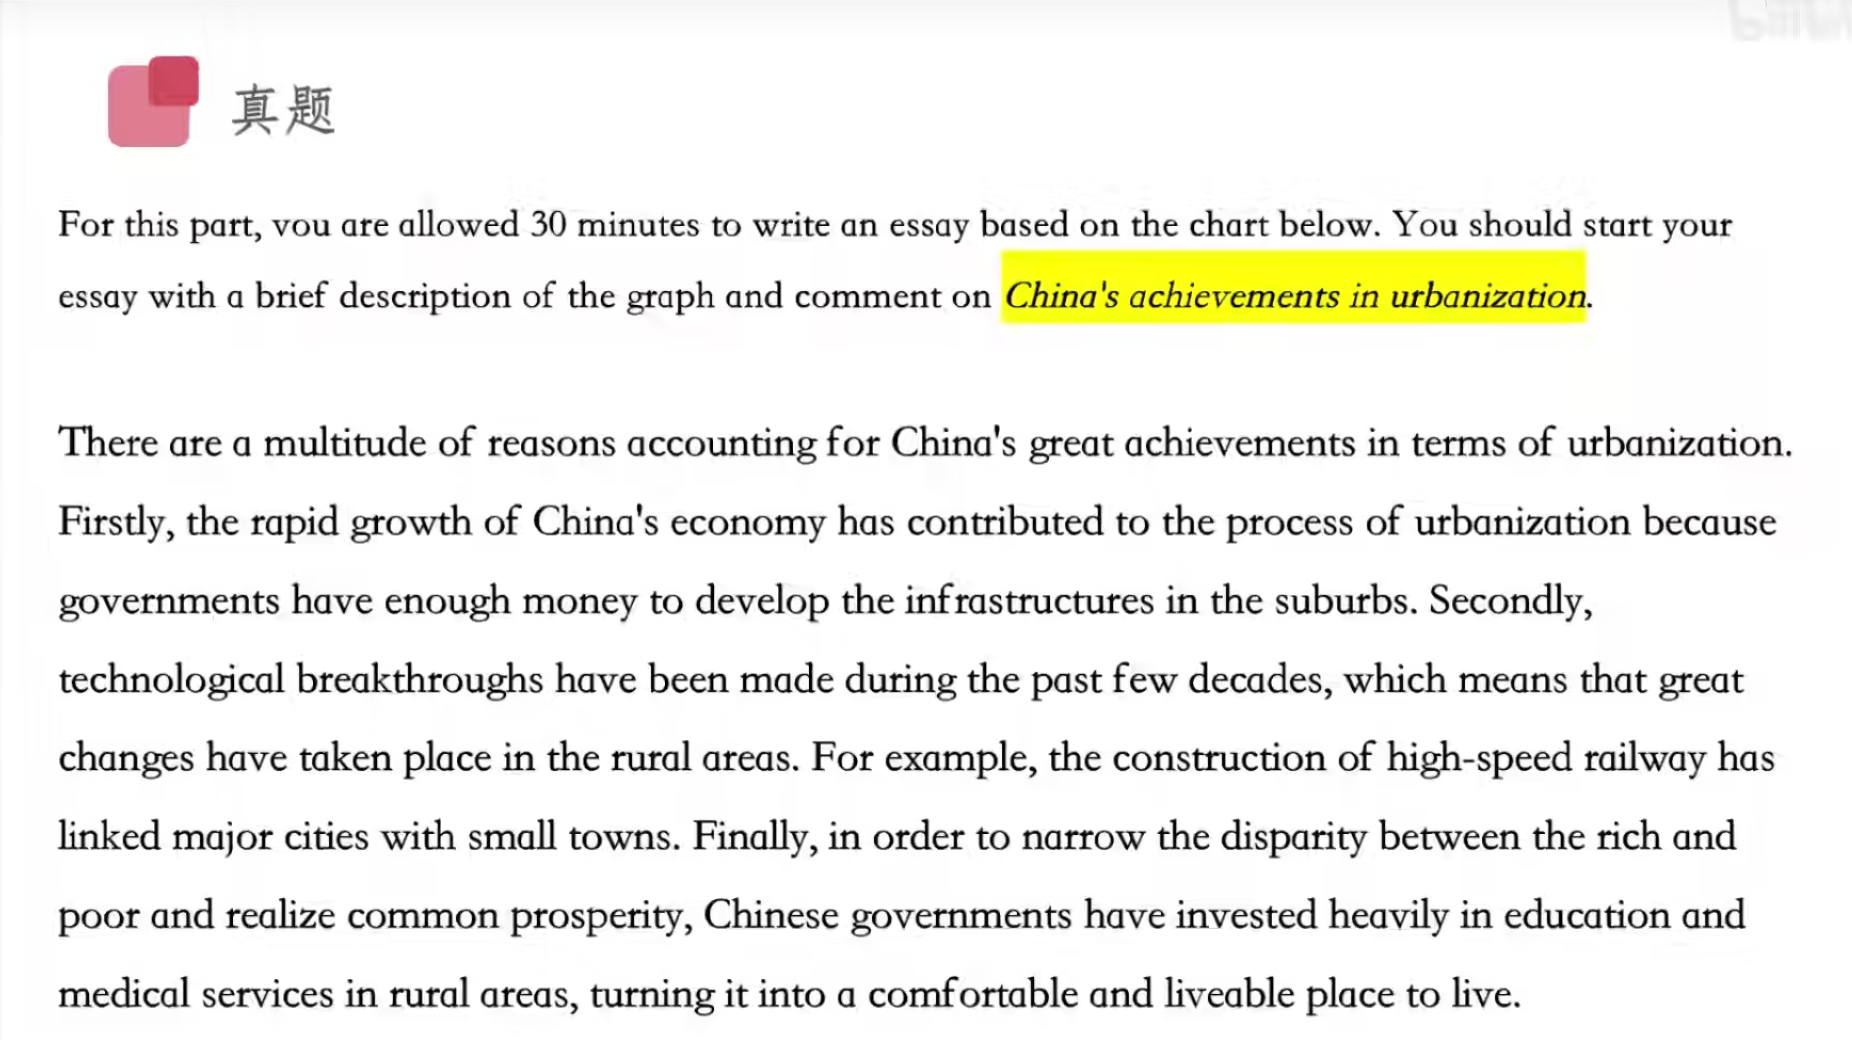 真题
For this part, you are allowed 30 minutes to write an essay based on the chart below. You should start your
essay with a brief description of the graph and comment on China's achievements in urbanization.
There are a multitude of reasons accounting for China's great achievements in terms of urbanization.
Firstly, the rapid growth of China's economy has contributed to the process of urbanization because
governments have enough money to develop the infrastructures in the suburbs. Secondly,
technological breakthroughs have been made during the past few decades, which means that great
changes have taken place in the rural areas. For example, the construction of high-speed railway has
linked major cities with small towns. Finally, in order to narrow the disparity between the rich and
poor and realize common prosperity, Chinese governments have invested heavily in education and
medical services in rural areas, turning it into a comfortable and liveable place to live.